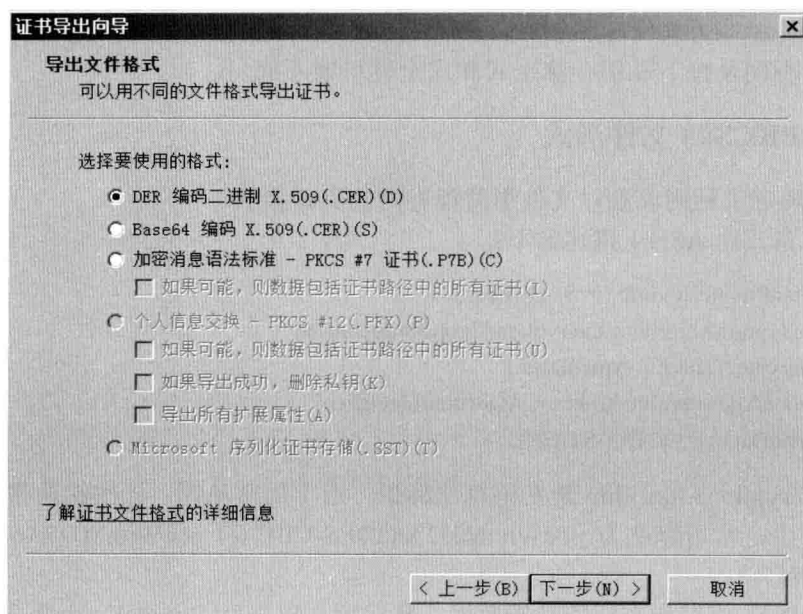 证书导出向导
导出文件格式
可以用不同的文件格式导出证书。
选择要使用的格式:
DER 编码二进制 X.509(.CER)(D)
Base64 编码 X.509(.CER)(S)
加密消息语法标准 - PKCS #7 证书(.P7B)(C)
如果可能，则数据包括证书路径中的所有证书(I)
个人信息交换 - PKCS #12(.PFX)(P)
如果可能，则数据包括证书路径中的所有证书(U)
如果导出成功，删除私钥(K)
导出所有扩展属性(A)
Microsoft 序列化证书存储(.SST)(T)
了解证书文件格式的详细信息
< 上一步(B) 下一步(N) > 取消